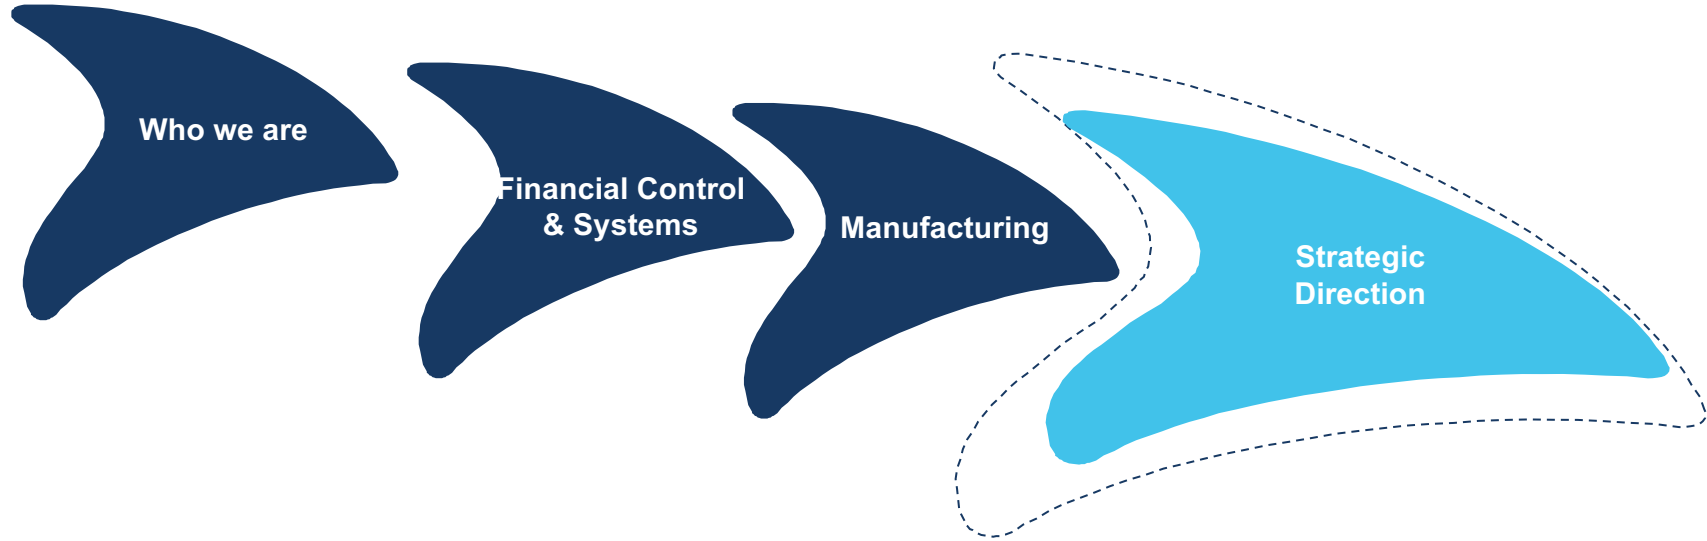 Who we are
Financial Control
& Systems
Manufacturing
Strategic
Direction